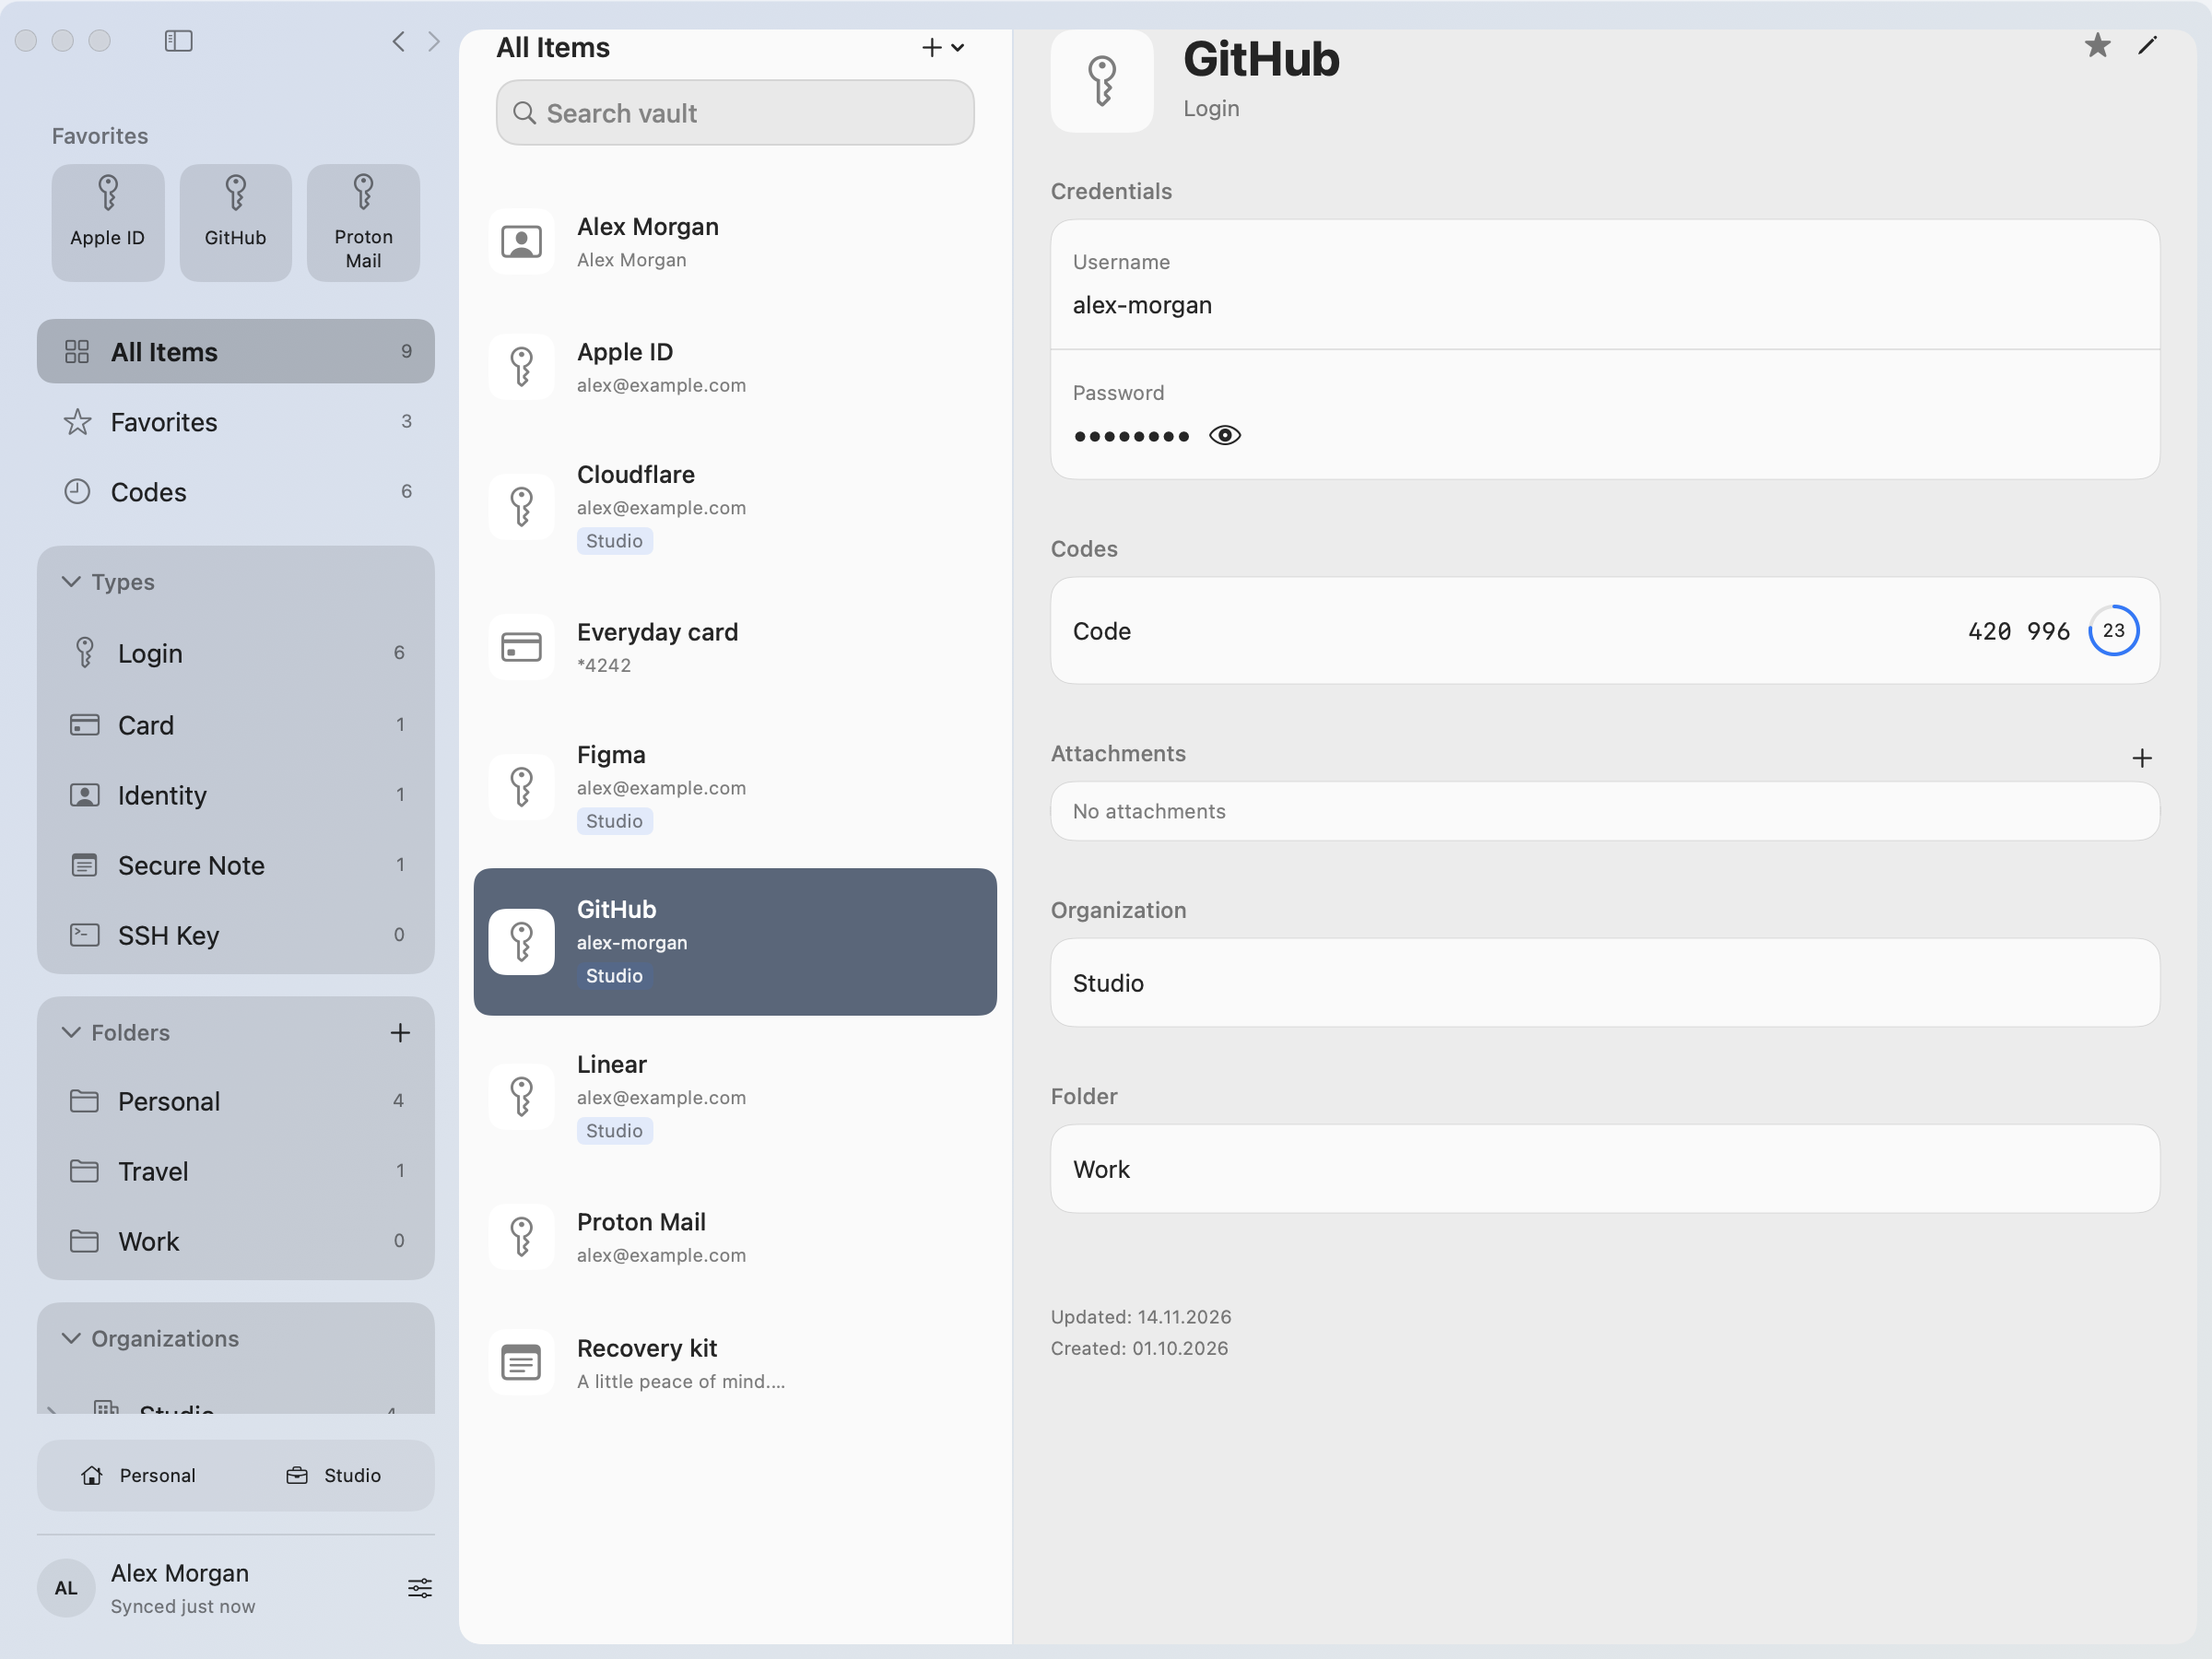 Favorites
Apple ID
GitHub
Proton
Mail
All Items 9
Favorites 3
Codes 6
Types
Login 6
Card 1
Identity 1
Secure Note 1
SSH Key 0
Folders
Personal 4
Travel 1
Work 0
Organizations
Studio 4
Personal
Studio
AL
Alex Morgan
Synced just now
All Items
Search vault
Alex Morgan
Alex Morgan
Apple ID
alex@example.com
Cloudflare
alex@example.com
Studio
Everyday card
*4242
Figma
alex@example.com
Studio
GitHub
alex-morgan
Studio
Linear
alex@example.com
Studio
Proton Mail
alex@example.com
Recovery kit
A little peace of mind....
GitHub
Login
Credentials
Username
alex-morgan
Password
••••••••
Codes
Code 420 996 23
Attachments
No attachments
Organization
Studio
Folder
Work
Updated: 14.11.2026
Created: 01.10.2026